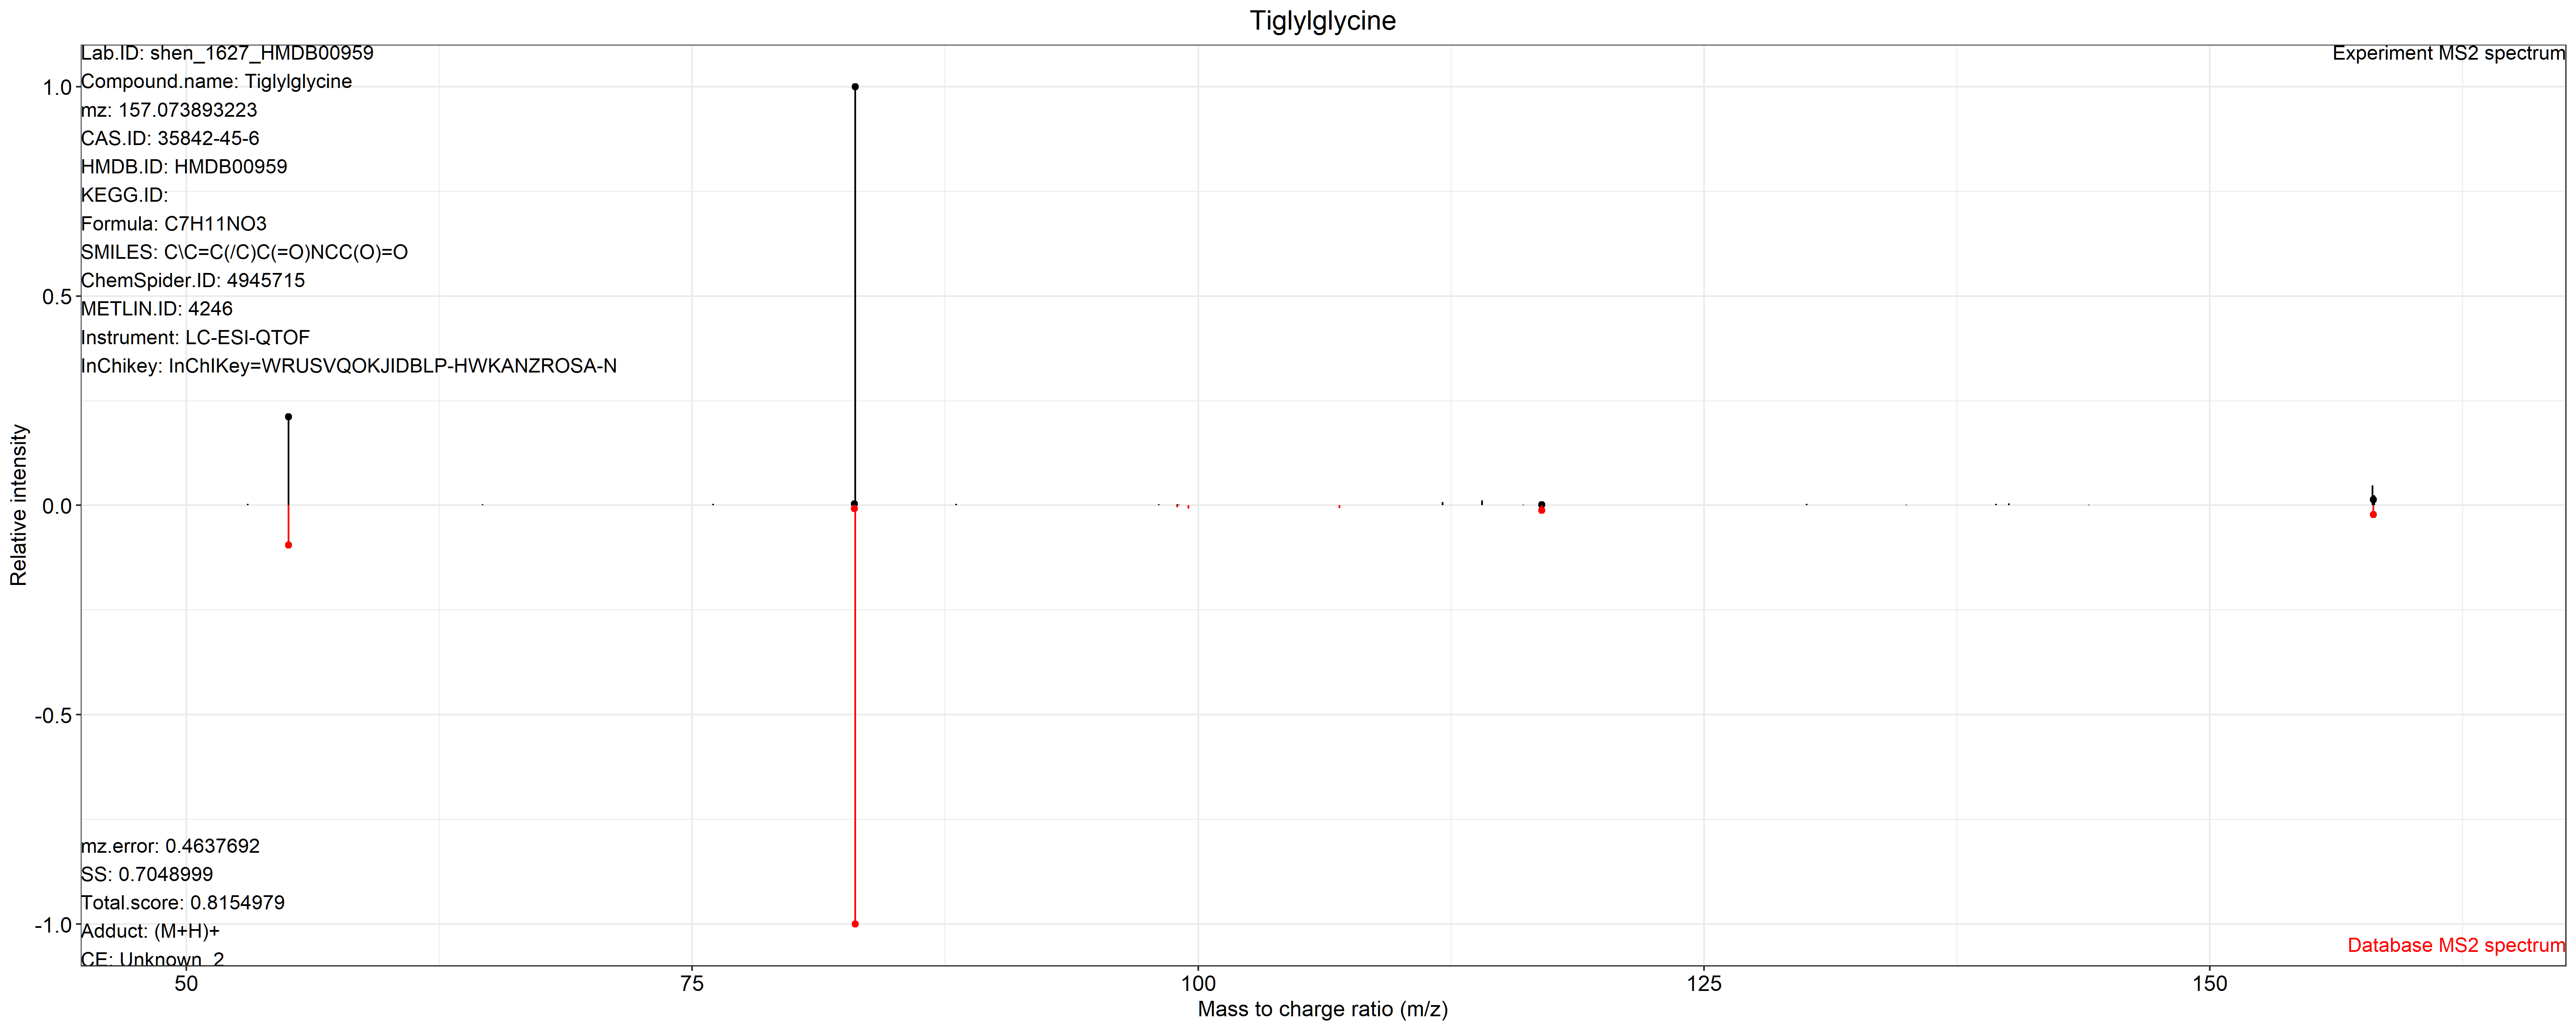 Tiglylglycine
Lab.ID: shen_1627_HMDB00959
Experiment MS2 spectrum
Compound.name: Tiglylglycine
mz: 157.073893223
CAS.ID: 35842-45-6
HMDB.ID: HMDB00959
KEGG.ID:
Formula: C7H11NO3
SMILES: C\C=C(/C)C(=O)NCC(O)=O
ChemSpider.ID: 4945715
METLIN.ID: 4246
Instrument: LC-ESI-QTOF
InChikey: InChIKey=WRUSVQOKJIDBLP-HWKANZROSA-N
1.0
0.5
0.0
-0.5
-1.0
Relative intensity
mz.error: 0.4637692
SS: 0.7048999
Total.score: 0.8154979
Adduct: (M+H)+
CE: Unknown_2
Database MS2 spectrum
50
75
100
125
150
Mass to charge ratio (m/z)